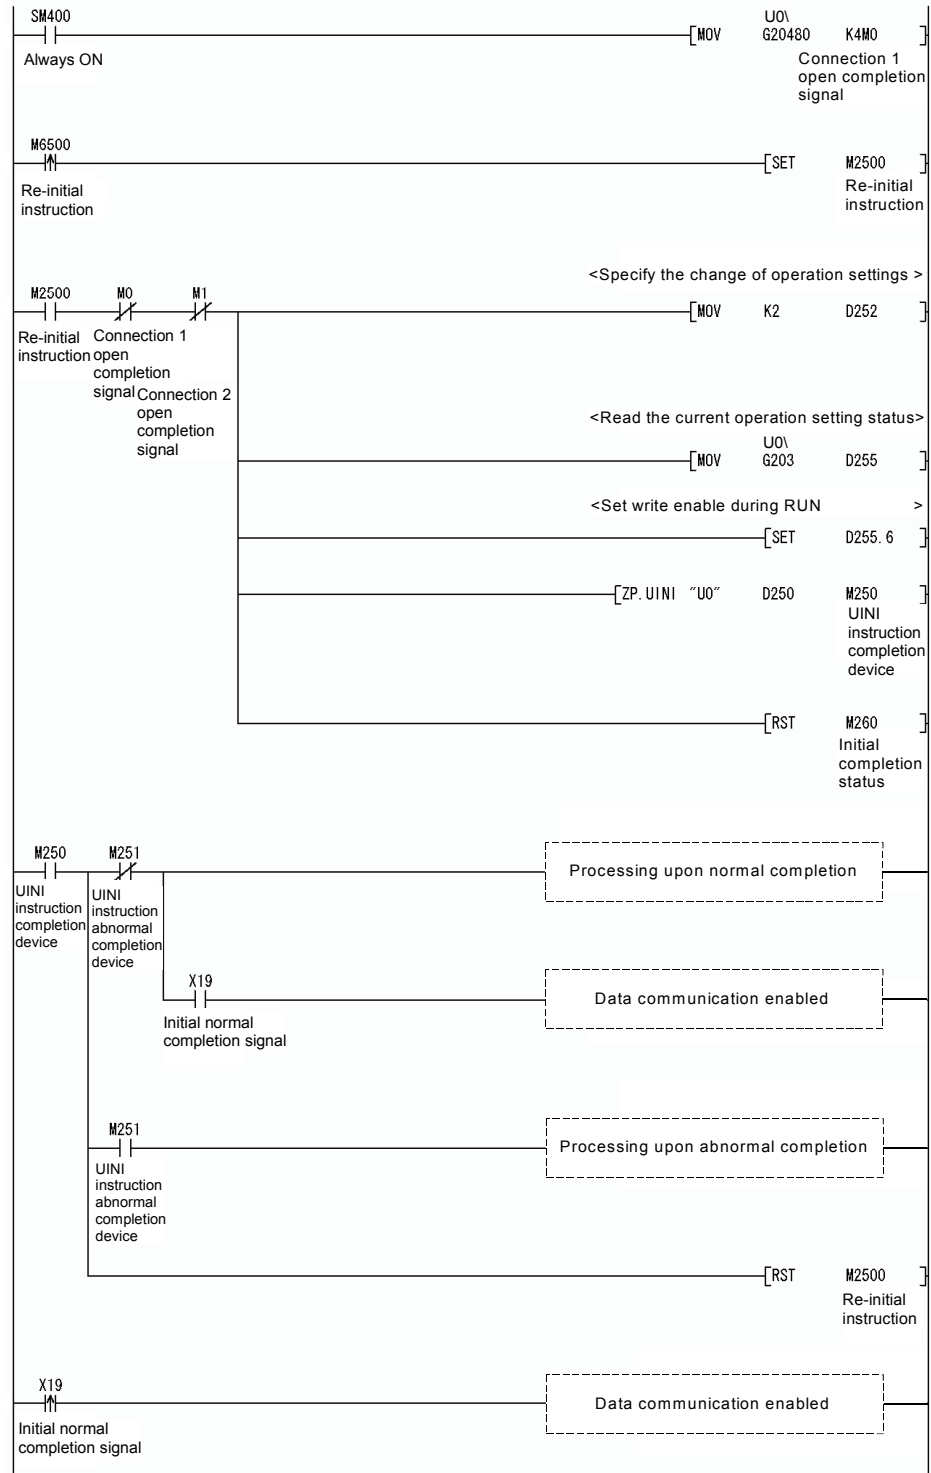 SM400
U0\
MOV G20480 K4M0
Always ON
Connection 1
open completion
signal
M6500
SET M2500
Re-initial
instruction
Re-initial
instruction
<Specify the change of operation settings >
M2500 M0 M1
MOV K2 D252
Re-initial
instruction
Connection 1
open
completion
signal
Connection 2
open
completion
signal
<Read the current operation setting status>
U0\
MOV G203 D255
<Set write enable during RUN >
SET D255.6
ZP.UINI "U0" D250 M250
UINI
instruction
completion
device
RST M260
Initial
completion
status
M250 M251
Processing upon normal completion
UINI
instruction
completion
device
UINI
instruction
abnormal
completion
device
X19
Data communication enabled
Initial normal
completion signal
M251
Processing upon abnormal completion
UINI
instruction
abnormal
completion
device
RST M2500
Re-initial
instruction
X19
Data communication enabled
Initial normal
completion signal